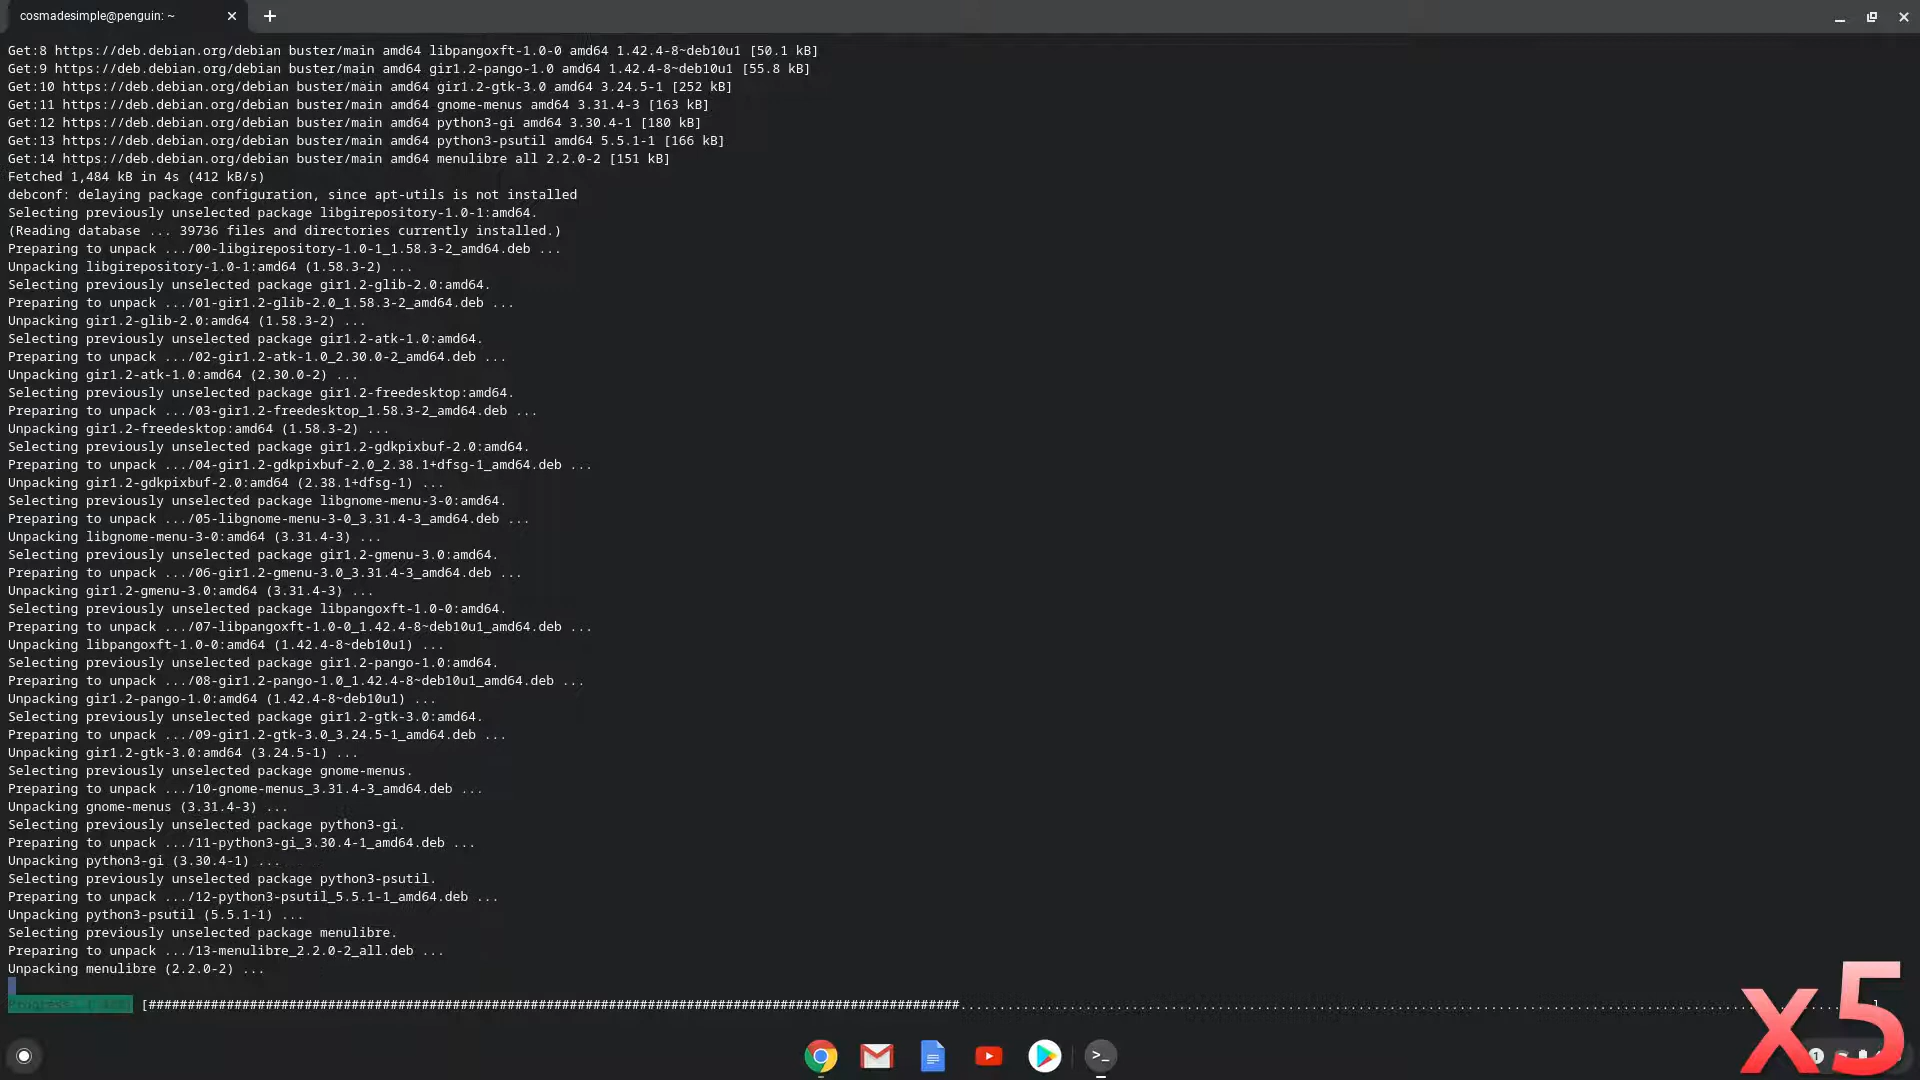 cosmadesimple@penguin: ~
Get:8 https://deb.debian.org/debian buster/main amd64 libpangoxft-1.0-0 amd64 1.42.4-8~deb10u1 [50.1 kB]
Get:9 https://deb.debian.org/debian buster/main amd64 gir1.2-pango-1.0 amd64 1.42.4-8~deb10u1 [55.8 kB]
Get:10 https://deb.debian.org/debian buster/main amd64 gir1.2-gtk-3.0 amd64 3.24.5-1 [252 kB]
Get:11 https://deb.debian.org/debian buster/main amd64 gnome-menus amd64 3.31.4-3 [163 kB]
Get:12 https://deb.debian.org/debian buster/main amd64 python3-gi amd64 3.30.4-1 [180 kB]
Get:13 https://deb.debian.org/debian buster/main amd64 python3-psutil amd64 5.5.1-1 [166 kB]
Get:14 https://deb.debian.org/debian buster/main amd64 menulibre all 2.2.0-2 [151 kB]
Fetched 1,484 kB in 4s (412 kB/s)
debconf: delaying package configuration, since apt-utils is not installed
Selecting previously unselected package libgirepository-1.0-1:amd64.
(Reading database ... 39736 files and directories currently installed.)
Preparing to unpack .../00-libgirepository-1.0-1_1.58.3-2_amd64.deb ...
Unpacking libgirepository-1.0-1:amd64 (1.58.3-2) ...
Selecting previously unselected package gir1.2-glib-2.0:amd64.
Preparing to unpack .../01-gir1.2-glib-2.0_1.58.3-2_amd64.deb ...
Unpacking gir1.2-glib-2.0:amd64 (1.58.3-2) ...
Selecting previously unselected package gir1.2-atk-1.0:amd64.
Preparing to unpack .../02-gir1.2-atk-1.0_2.30.0-2_amd64.deb ...
Unpacking gir1.2-atk-1.0:amd64 (2.30.0-2) ...
Selecting previously unselected package gir1.2-freedesktop:amd64.
Preparing to unpack .../03-gir1.2-freedesktop_1.58.3-2_amd64.deb ...
Unpacking gir1.2-freedesktop:amd64 (1.58.3-2) ...
Selecting previously unselected package gir1.2-gdkpixbuf-2.0:amd64.
Preparing to unpack .../04-gir1.2-gdkpixbuf-2.0_2.38.1+dfsg-1_amd64.deb ...
Unpacking gir1.2-gdkpixbuf-2.0:amd64 (2.38.1+dfsg-1) ...
Selecting previously unselected package libgnome-menu-3-0:amd64.
Preparing to unpack .../05-libgnome-menu-3-0_3.31.4-3_amd64.deb ...
Unpacking libgnome-menu-3-0:amd64 (3.31.4-3) ...
Selecting previously unselected package gir1.2-gmenu-3.0:amd64.
Preparing to unpack .../06-gir1.2-gmenu-3.0_3.31.4-3_amd64.deb ...
Unpacking gir1.2-gmenu-3.0:amd64 (3.31.4-3) ...
Selecting previously unselected package libpangoxft-1.0-0:amd64.
Preparing to unpack .../07-libpangoxft-1.0-0_1.42.4-8~deb10u1_amd64.deb ...
Unpacking libpangoxft-1.0-0:amd64 (1.42.4-8~deb10u1) ...
Selecting previously unselected package gir1.2-pango-1.0:amd64.
Preparing to unpack .../08-gir1.2-pango-1.0_1.42.4-8~deb10u1_amd64.deb ...
Unpacking gir1.2-pango-1.0:amd64 (1.42.4-8~deb10u1) ...
Selecting previously unselected package gir1.2-gtk-3.0:amd64.
Preparing to unpack .../09-gir1.2-gtk-3.0_3.24.5-1_amd64.deb ...
Unpacking gir1.2-gtk-3.0:amd64 (3.24.5-1) ...
Selecting previously unselected package gnome-menus.
Preparing to unpack .../10-gnome-menus_3.31.4-3_amd64.deb ...
Unpacking gnome-menus (3.31.4-3) ...
Selecting previously unselected package python3-gi.
Preparing to unpack .../11-python3-gi_3.30.4-1_amd64.deb ...
Unpacking python3-gi (3.30.4-1) ...
Selecting previously unselected package python3-psutil.
Preparing to unpack .../12-python3-psutil_5.5.1-1_amd64.deb ...
Unpacking python3-psutil (5.5.1-1) ...
Selecting previously unselected package menulibre.
Preparing to unpack .../13-menulibre_2.2.0-2_all.deb ...
Unpacking menulibre (2.2.0-2) ...
Progress:
x5
1